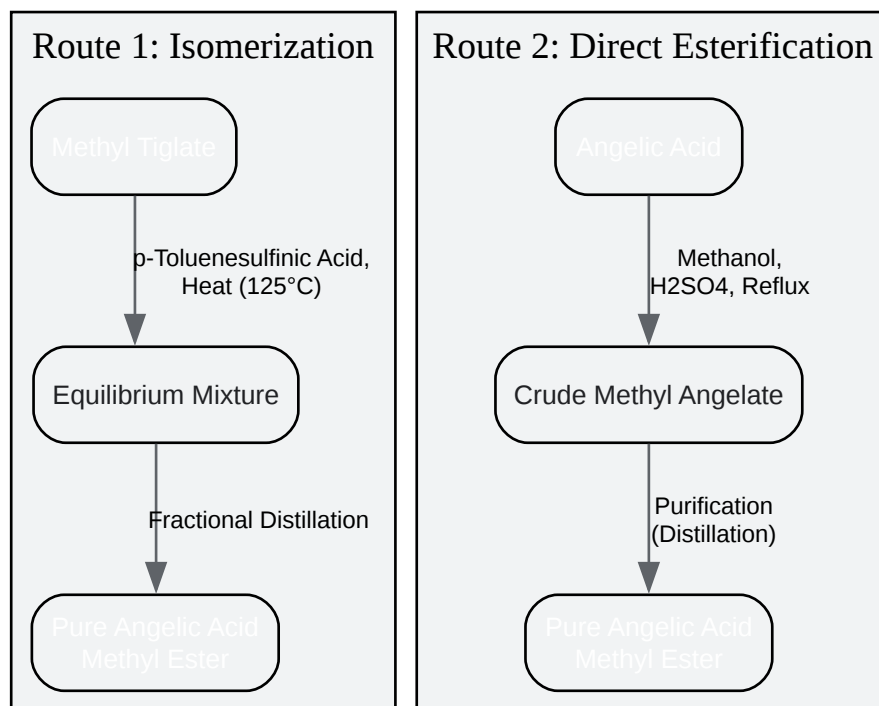 Route 1: Isomerization
Methyl Tiglate
p-Toluenesulfinic Acid,
Heat (125°C)
Equilibrium Mixture
Fractional Distillation
Pure Angelic Acid
Methyl Ester
Route 2: Direct Esterification
Angelic Acid
Methanol,
H2SO4, Reflux
Crude Methyl Angelate
Purification
(Distillation)
Pure Angelic Acid
Methyl Ester